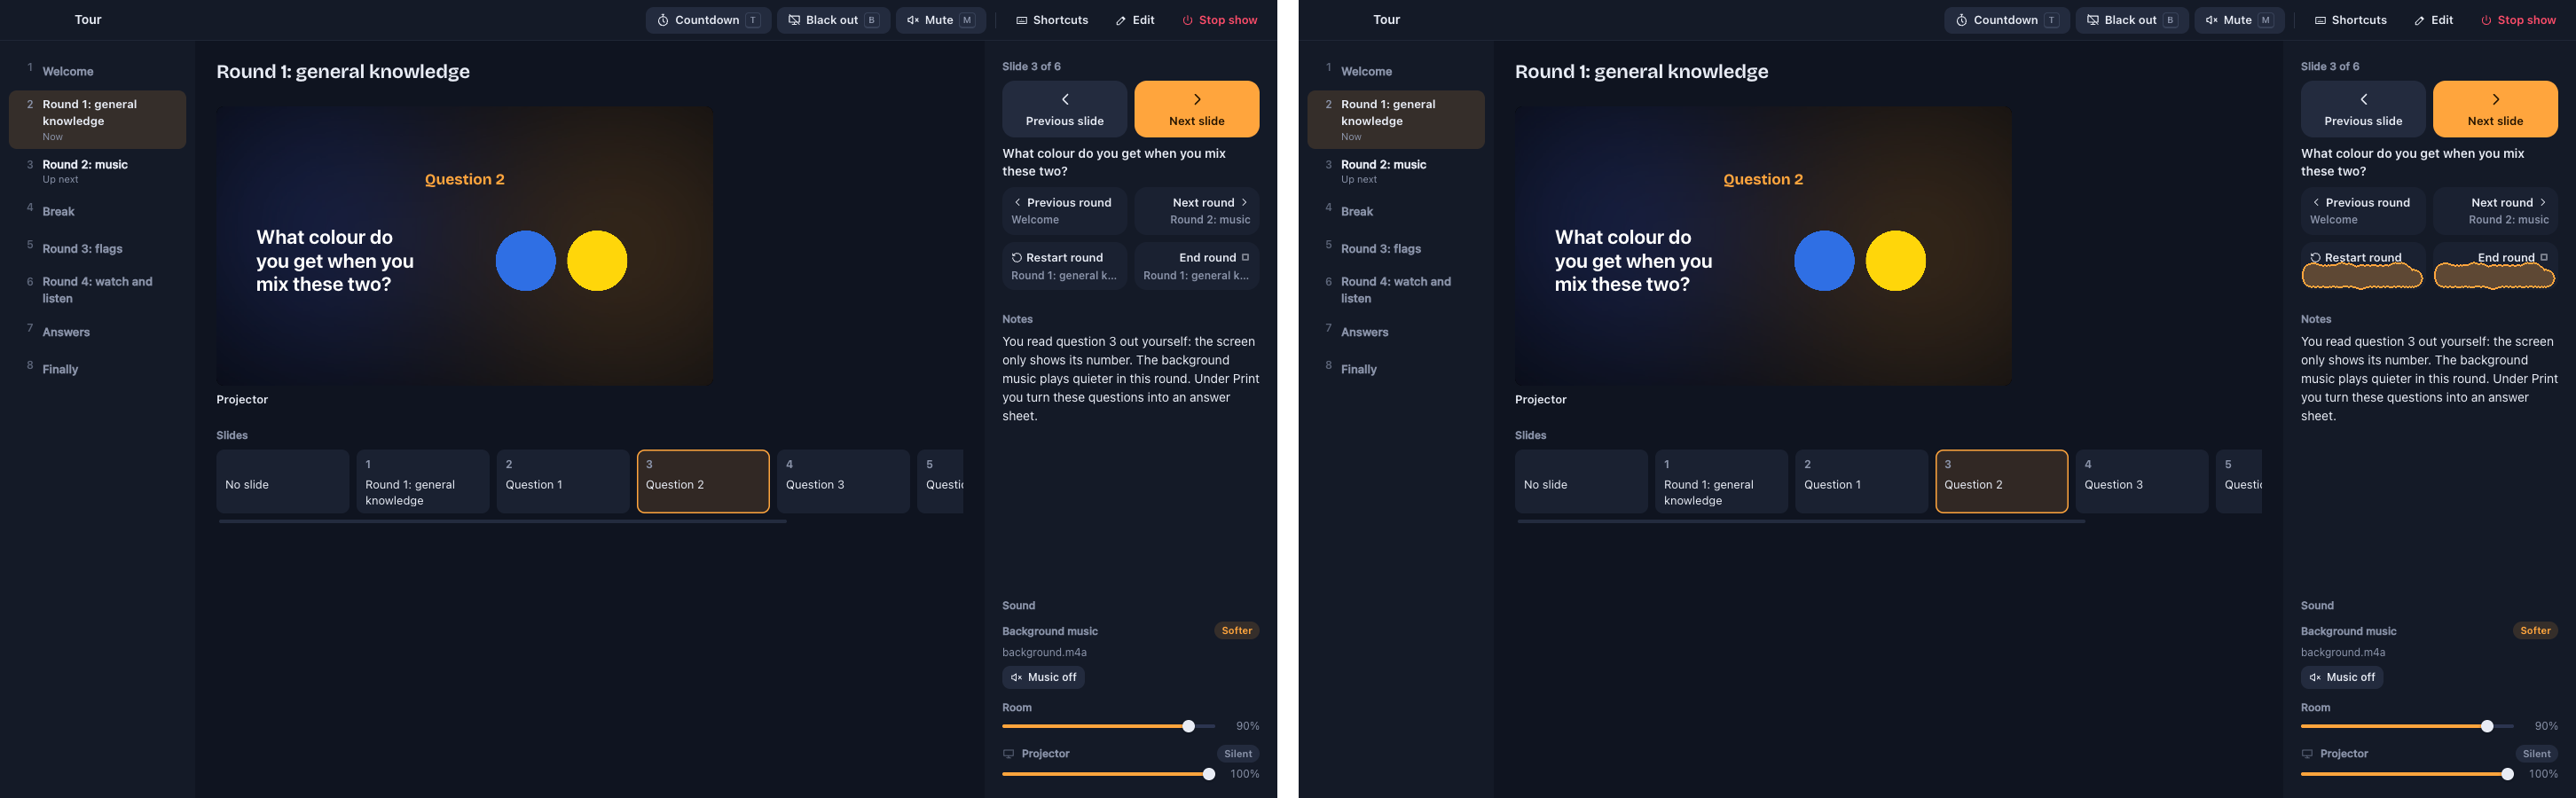 Tour
Countdown T
Black out B
Mute M
Shortcuts
Edit
Stop show
1 Welcome
2 Round 1: general
knowledge
Now
3 Round 2: music
Up next
4 Break
5 Round 3: flags
6 Round 4: watch and
listen
7 Answers
8 Finally
Round 1: general knowledge
Question 2
What colour do
you get when you
mix these two?
Projector
Slides
No slide
1
Round 1: general
knowledge
2
Question 1
3
Question 2
4
Question 3
5
Questic
Slide 3 of 6
Previous slide
Next slide
What colour do you get when you mix
these two?
Previous round
Welcome
Next round
Round 2: music
Restart round
Round 1: general k...
End round
Round 1: general k...
Notes
You read question 3 out yourself: the screen
only shows its number. The background
music plays quieter in this round. Under Print
you turn these questions into an answer
sheet.
Sound
Background music
Softer
background.m4a
Music off
Room
90%
Projector
Silent
100%
Tour
Countdown T
Black out B
Mute M
Shortcuts
Edit
Stop show
1 Welcome
2 Round 1: general
knowledge
Now
3 Round 2: music
Up next
4 Break
5 Round 3: flags
6 Round 4: watch and
listen
7 Answers
8 Finally
Round 1: general knowledge
Question 2
What colour do
you get when you
mix these two?
Projector
Slides
No slide
1
Round 1: general
knowledge
2
Question 1
3
Question 2
4
Question 3
5
Questic
Slide 3 of 6
Previous slide
Next slide
What colour do you get when you mix
these two?
Previous round
Welcome
Next round
Round 2: music
Restart round
End round
Notes
You read question 3 out yourself: the screen
only shows its number. The background
music plays quieter in this round. Under Print
you turn these questions into an answer
sheet.
Sound
Background music
Softer
background.m4a
Music off
Room
90%
Projector
Silent
100%